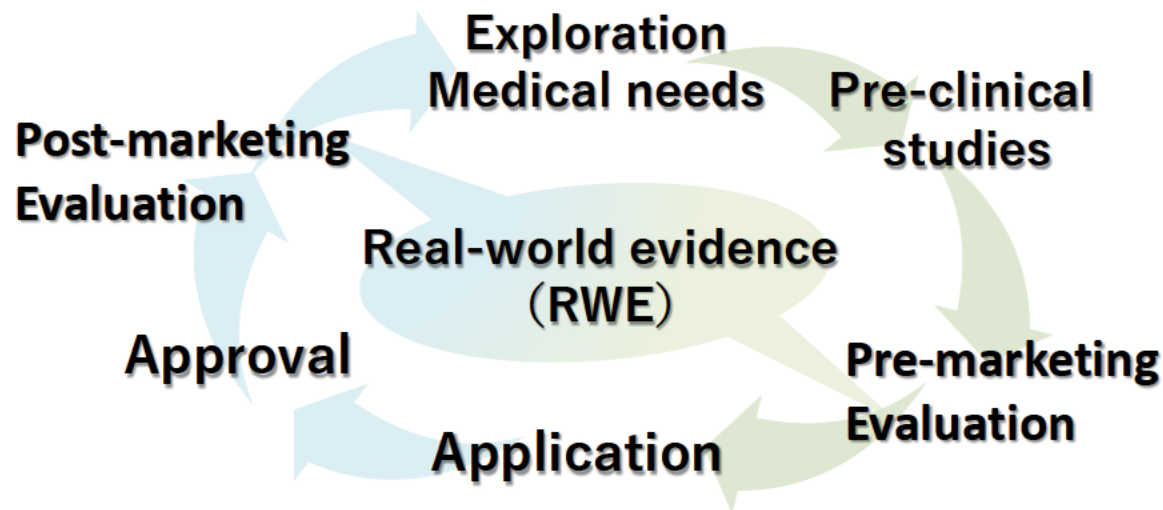 Exploration
Medical needs
Pre-clinical
studies
Post-marketing
Evaluation
Real-world evidence
（RWE）
Approval
Pre-marketing
Evaluation
Application